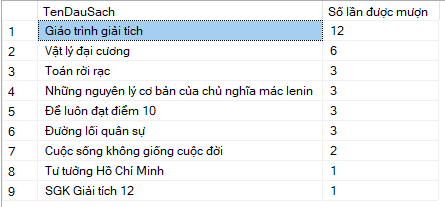 TenDauSach Số lần được mượn
1 Giáo trình giải tích 12
2 Vật lý đại cương 6
3 Toán rời rạc 3
4 Những nguyên lý cơ bản của chủ nghĩa mác lenin 3
5 Để luôn đạt điểm 10 3
6 Đường lối quân sự 3
7 Cuộc sống không giống cuộc đời 2
8 Tư tưởng Hồ Chí Minh 1
9 SGK Giải tích 12 1